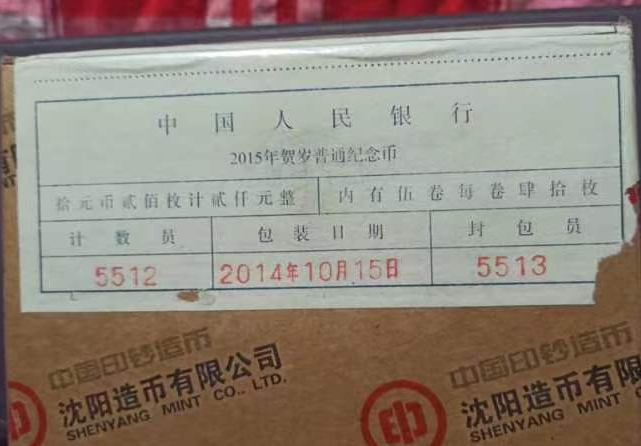 中国人民银行
2015年贺岁普通纪念币
拾元币贰佰枚计贰仟元整 内有伍卷每卷肆拾枚
计数员 包装日期 封包员
5512 2014年10月15日 5513
中国印钞造币
沈阳造币有限公司
SHENYANG MINT CO., LTD.
中国印钞造币
沈阳造币有限公司
SHENYANG MINT CO., LTD.